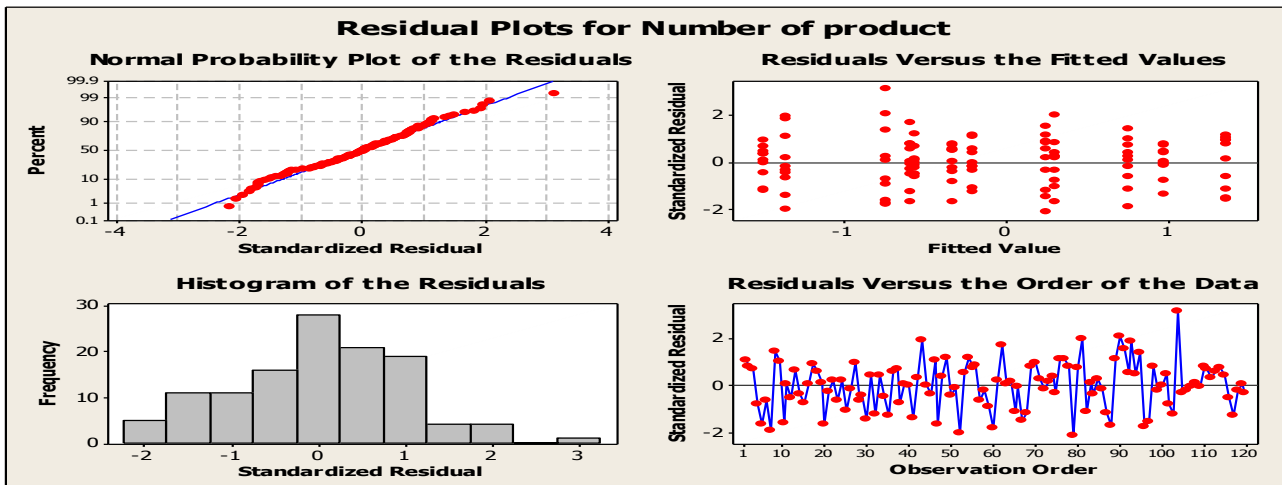 Residual Plots for Number of product
Normal Probability Plot of the Residuals
Percent
99.9
99
90
50
10
1
0.1
-4 -2 0 2 4
Standardized Residual
Residuals Versus the Fitted Values
Standardized Residual
2
0
-2
-1 0 1
Fitted Value
Histogram of the Residuals
Frequency
30
20
10
0
-2 -1 0 1 2 3
Standardized Residual
Residuals Versus the Order of the Data
Standardized Residual
2
0
-2
1 10 20 30 40 50 60 70 80 90 100 110 120
Observation Order